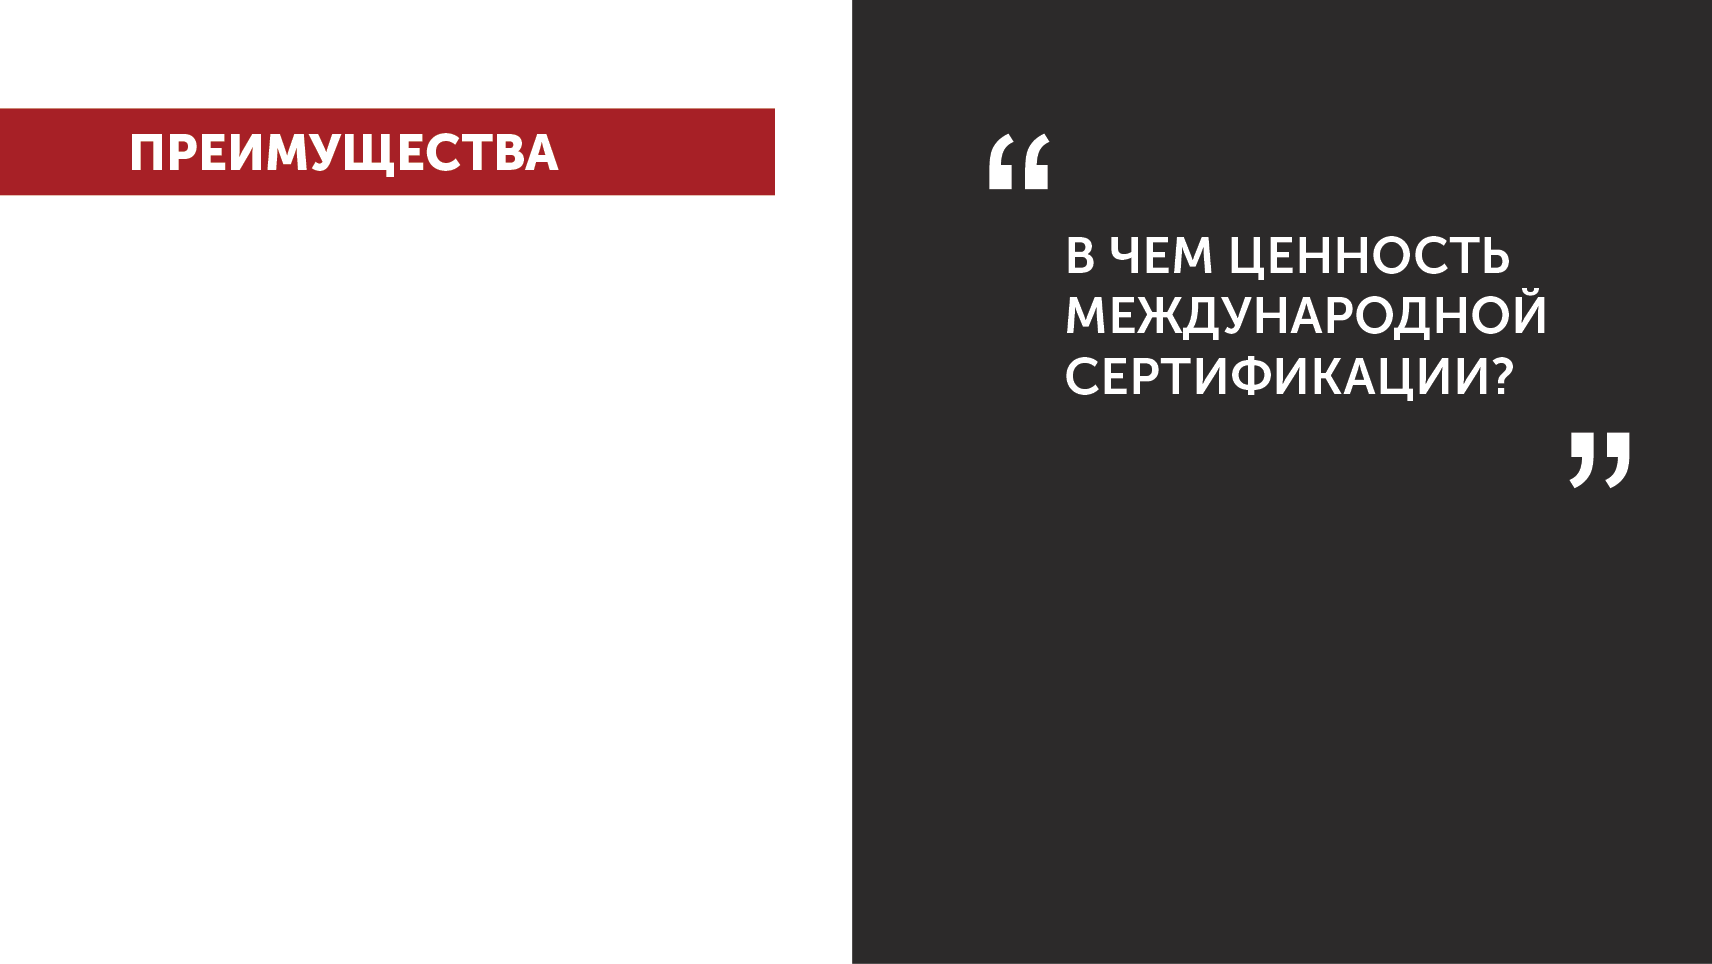 ПРЕИМУЩЕСТВА
“
В ЧЕМ ЦЕННОСТЬ
МЕЖДУНАРОДНОЙ
СЕРТИФИКАЦИИ?
”